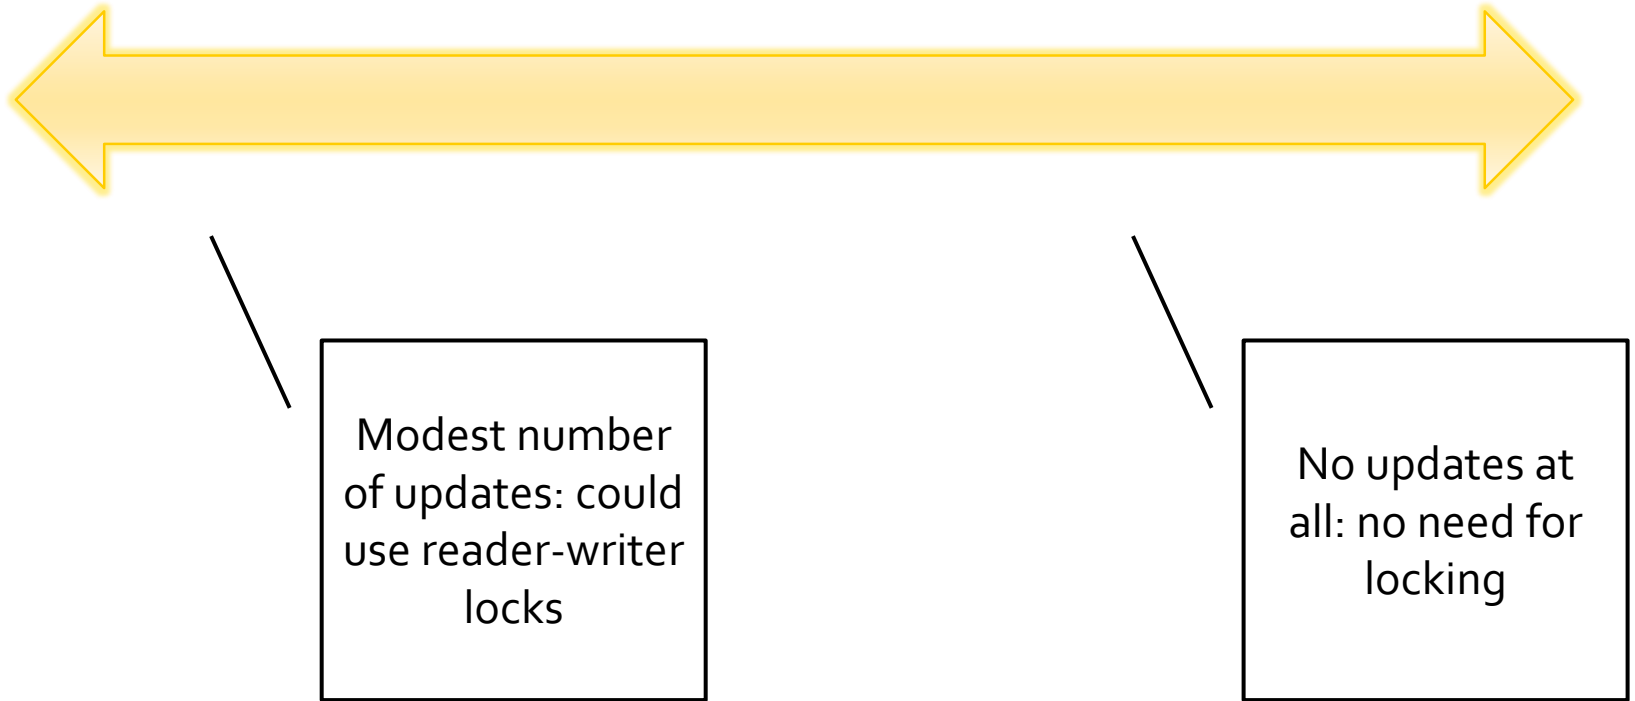 Modest number
of updates: could
use reader-writer
locks
No updates at
all: no need for
locking